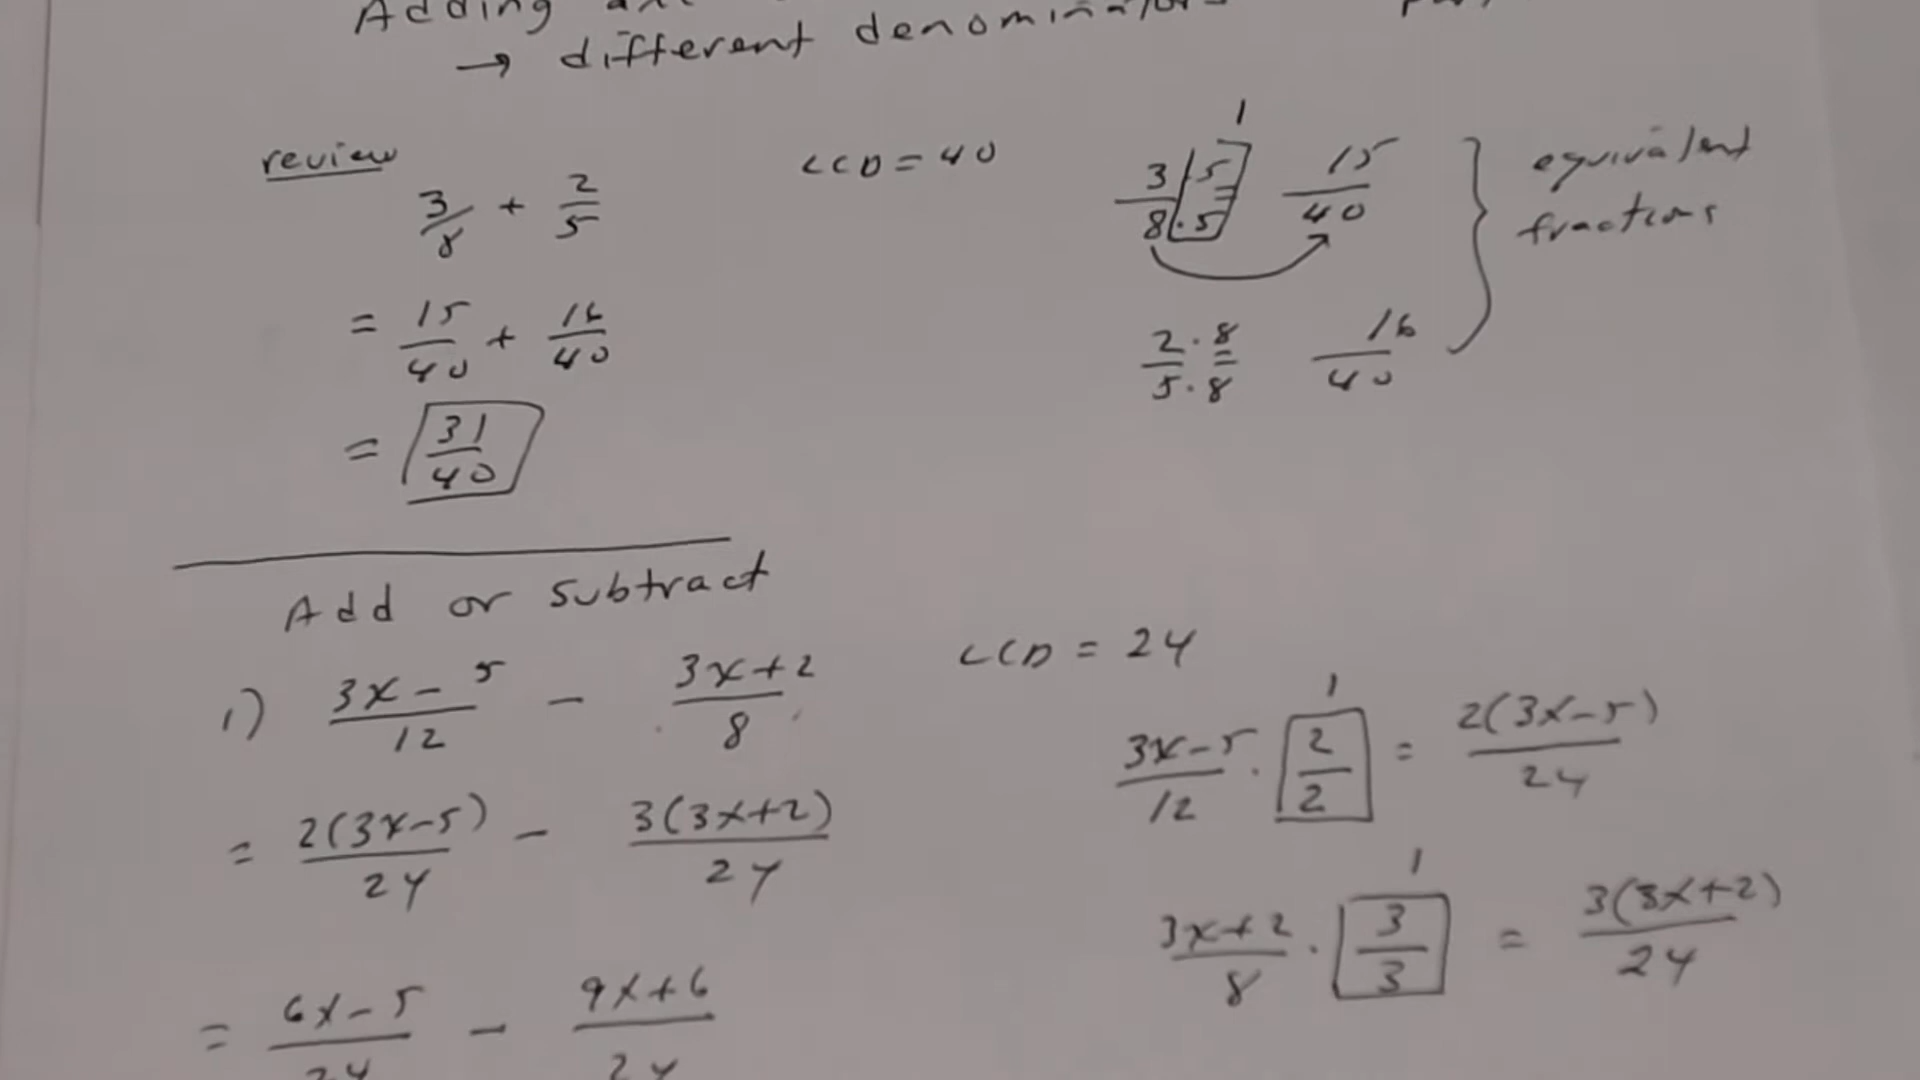 Adding
→ different denominators
review
3/8 + 2/5
LCD = 40
= 15/40 + 16/40
= 31/40
1
3·5/8·5 = 15/40
2·8/5·8 = 16/40
equivalent
fractions
Add or subtract
1) 3x-5/12 - 3x+2/8
= 2(3x-5)/24 - 3(3x+2)/24
= 6x-5/24 - 9x+6/24
LCD = 24
1
3x-5/12 · 2/2 = 2(3x-5)/24
1
3x+2/8 · 3/3 = 3(3x+2)/24